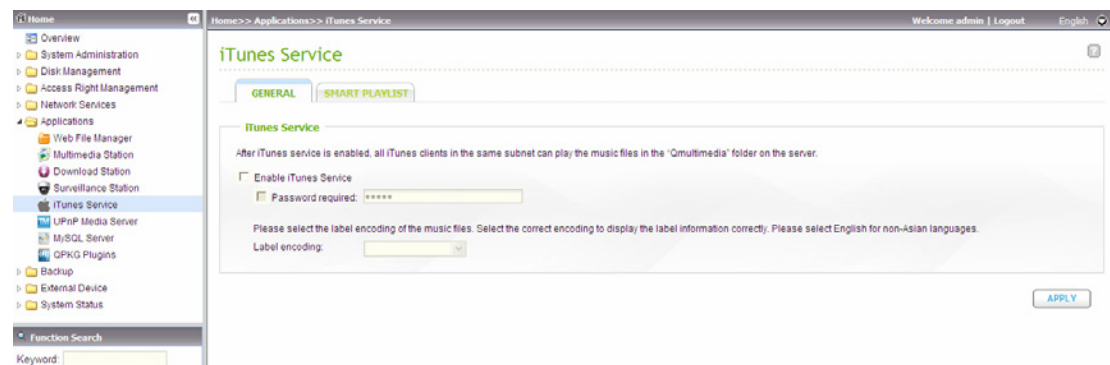 Home
Home>> Applications>> iTunes Service
Welcome admin | Logout
English
Overview
System Administration
Disk Management
Access Right Management
Network Services
Applications
Web File Manager
Multimedia Station
Download Station
Surveillance Station
iTunes Service
UPnP Media Server
MySQL Server
QPKG Plugins
Backup
External Device
System Status
Function Search
Keyword:
iTunes Service
GENERAL
SMART PLAYLIST
iTunes Service
After iTunes service is enabled, all iTunes clients in the same subnet can play the music files in the "Qmultimedia" folder on the server.
Enable iTunes Service
Password required: *****
Please select the label encoding of the music files. Select the correct encoding to display the label information correctly. Please select English for non-Asian languages.
Label encoding:
APPLY